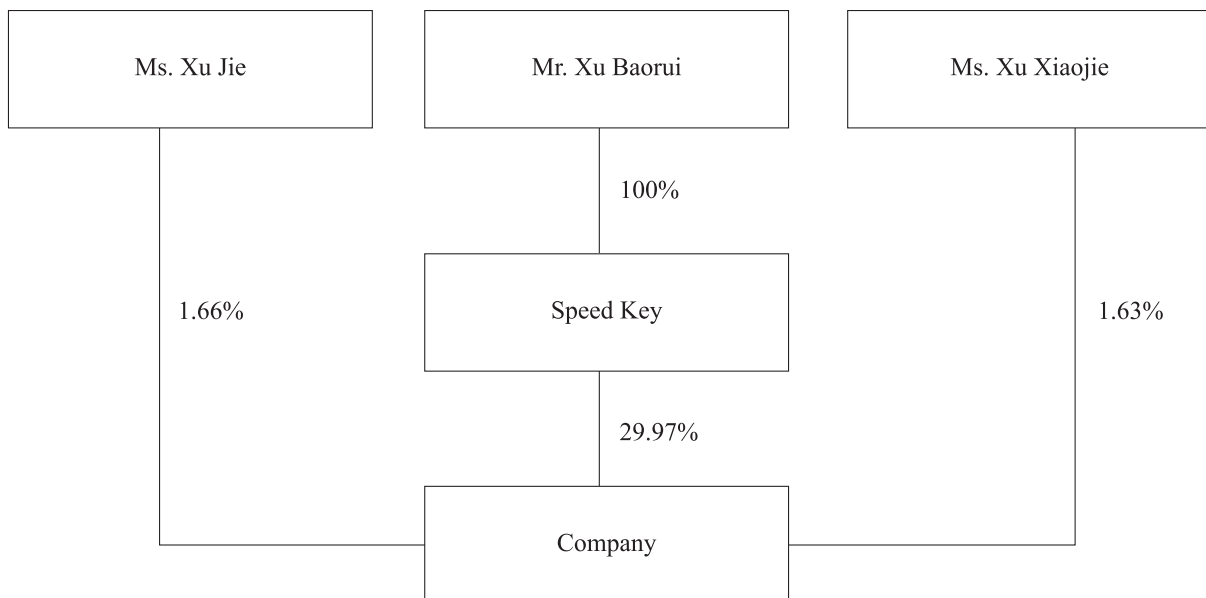 Ms. Xu Jie
Mr. Xu Baorui
Ms. Xu Xiaojie
100%
Speed Key
1.66%
1.63%
29.97%
Company